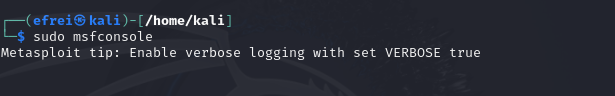 ┌──(efrei㉿kali)-[/home/kali]
└─$ sudo msfconsole
Metasploit tip: Enable verbose logging with set VERBOSE true